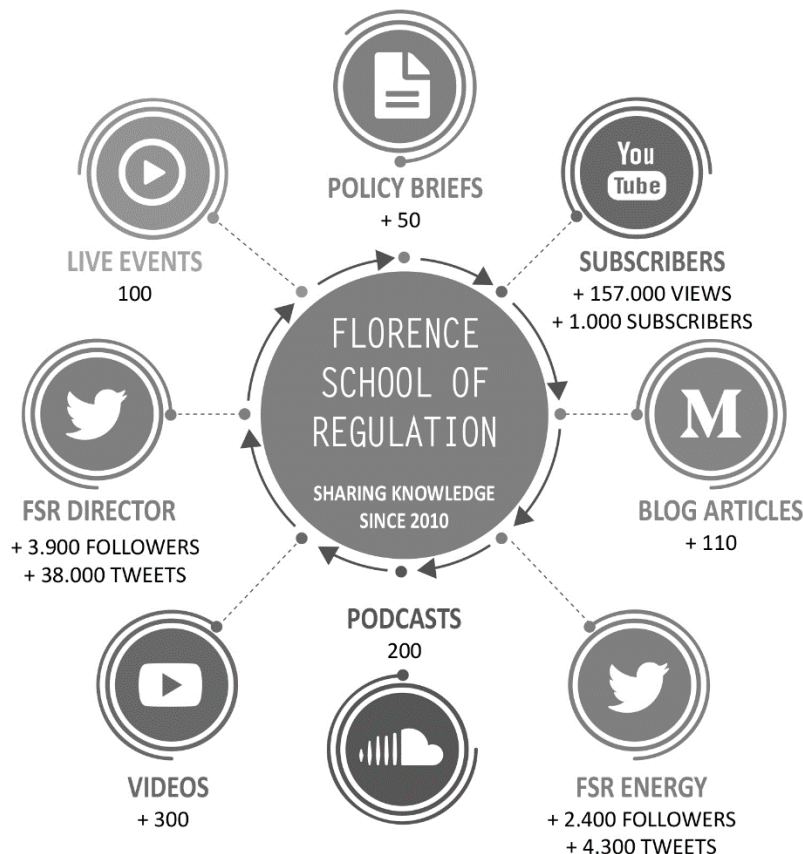 POLICY BRIEFS
+ 50
You
Tube
SUBSCRIBERS
+ 157.000 VIEWS
+ 1.000 SUBSCRIBERS
LIVE EVENTS
100
FLORENCE
SCHOOL OF
REGULATION
SHARING KNOWLEDGE
SINCE 2010
M
BLOG ARTICLES
+ 110
FSR DIRECTOR
+ 3.900 FOLLOWERS
+ 38.000 TWEETS
PODCASTS
200
VIDEOS
+ 300
FSR ENERGY
+ 2.400 FOLLOWERS
+ 4.300 TWEETS